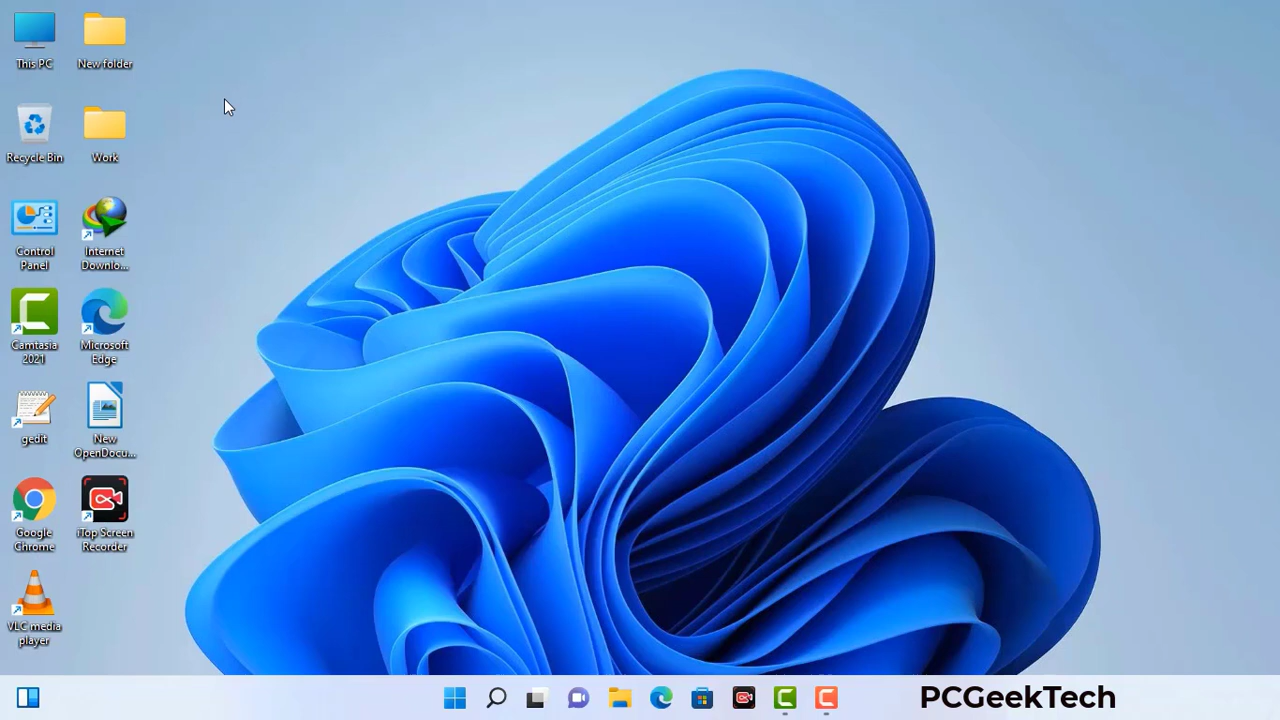 This PC
New folder
Recycle Bin
Work
Control
Panel
Internet
Downlo...
Camtasia
2021
Microsoft
Edge
gedit
New
OpenDocu...
Google
Chrome
iTop Screen
Recorder
VLC media
player
PCGeekTech